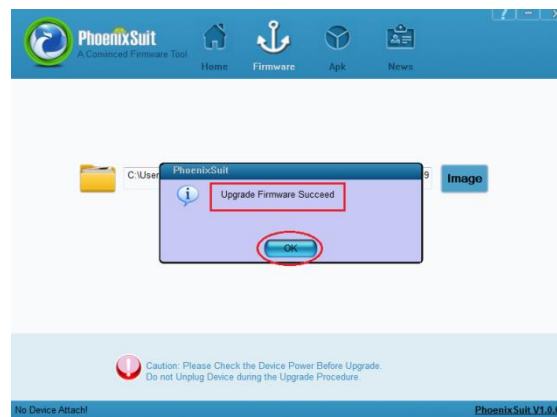 PhoenixSuit
A Convinced Firmware Tool
Home
Firmware
Apk
News
? - x
C:\User
9
Image
PhoenixSuit
Upgrade Firmware Succeed
OK
Caution: Please Check the Device Power Before Upgrade.
Do not Unplug Device during the Upgrade Procedure.
No Device Attach!
PhoenixSuit V1.0.